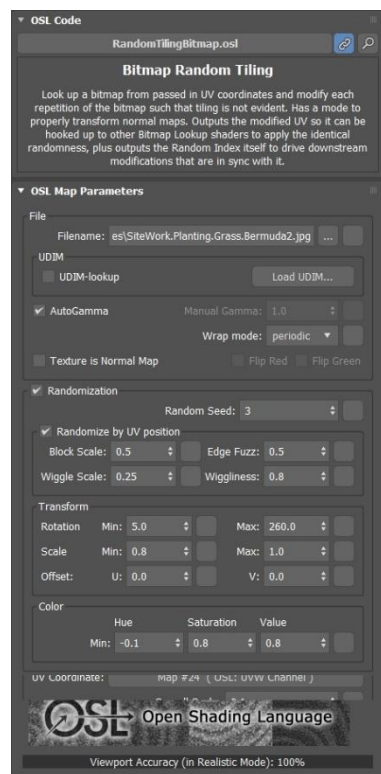 OSL Code
RandomTilingBitmap.osl
Bitmap Random Tiling
Look up a bitmap from passed in UV coordinates and modify each
repetition of the bitmap such that tiling is not evident. Has a mode to
properly transform normal maps. Outputs the modified UV so it can be
hooked up to other Bitmap Lookup shaders to apply the identical
randomness, plus outputs the Random Index itself to drive downstream
modifications that are in sync with it.
OSL Map Parameters
File
Filename: es\SiteWork.Planting.Grass.Bermuda2.jpg ...
UDIM
UDIM-lookup Load UDIM...
AutoGamma Manual Gamma: 1.0
Wrap mode: periodic
Texture is Normal Map Flip Red Flip Green
Randomization
Random Seed: 3
Randomize by UV position
Block Scale: 0.5 Edge Fuzz: 0.5
Wiggle Scale: 0.25 Wiggliness: 0.8
Transform
Rotation Min: 5.0 Max: 260.0
Scale Min: 0.8 Max: 1.0
Offset: U: 0.0 V: 0.0
Color
Hue Saturation Value
Min: -0.1 0.8 0.8
UV Coordinate: Map #24 ( OSL: UVW Channel )
OSL Open Shading Language
Viewport Accuracy (in Realistic Mode): 100%